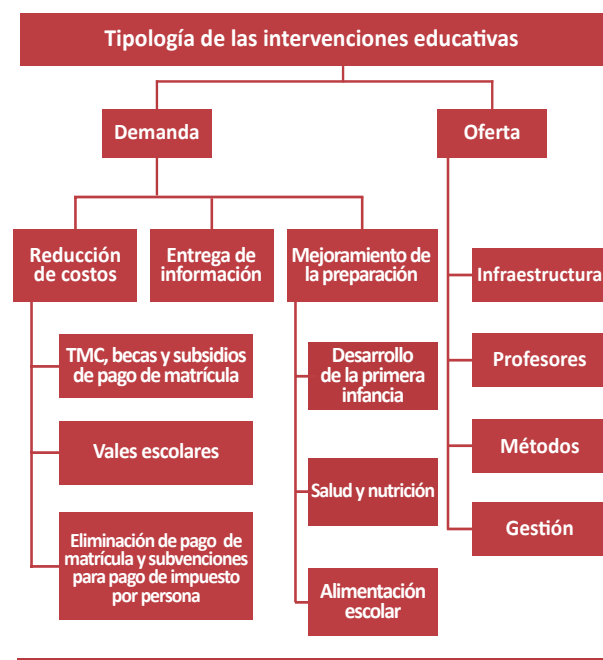 Tipología de las intervenciones educativas
Demanda
Oferta
Reducción
de costos
Entrega de
información
Mejoramiento de
la preparación
TMC, becas y subsidios
de pago de matrícula
Vales escolares
Eliminación de pago de
matrícula y subvenciones
para pago de impuesto
por persona
Desarrollo
de la primera
infancia
Salud y nutrición
Alimentación
escolar
Infraestructura
Profesores
Métodos
Gestión